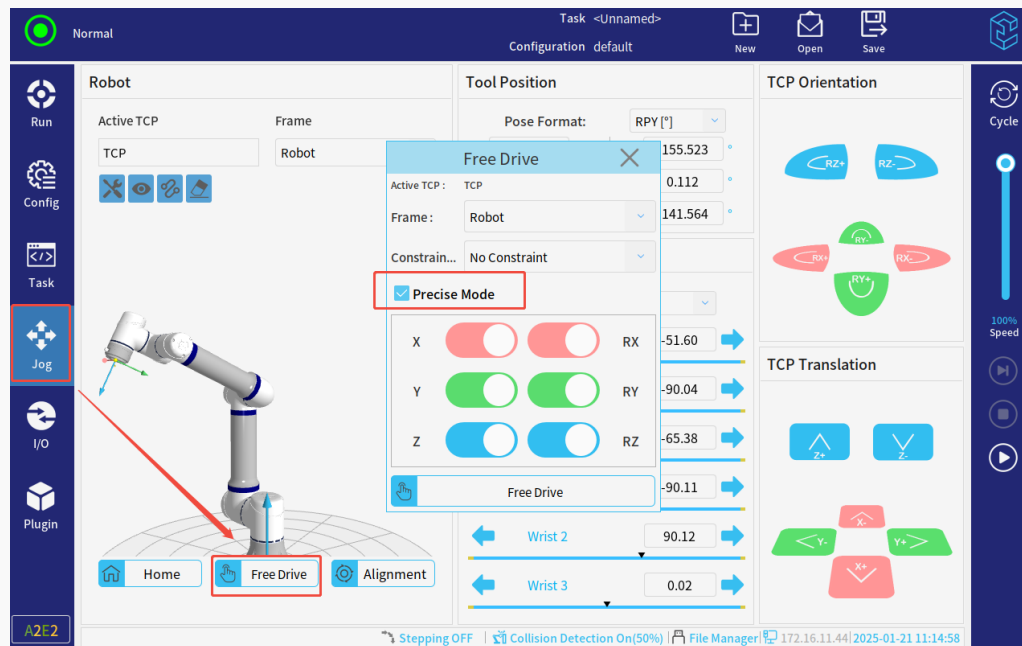 Normal
Task <Unnamed>
Configuration default
New
Open
Save
Run
Config
Task
Jog
I/O
Plugin
A2E2
Robot
Active TCP
Frame
TCP
Robot
Home
Free Drive
Alignment
Tool Position
Pose Format:
RPY [°]
155.523 °
0.112 °
141.564 °
Free Drive
Active TCP : TCP
Frame : Robot
Constrain... No Constraint
Precise Mode
X RX
Y RY
Z RZ
Free Drive
-51.60
-90.04
-65.38
-90.11
Wrist 2 90.12
Wrist 3 0.02
TCP Orientation
RZ+
RZ-
RY-
RX+
RX-
RY+
TCP Translation
Z+
Z-
X-
Y-
Y+
X+
Cycle
100%
Speed
Stepping OFF
Collision Detection On(50%)
File Manager
172.16.11.44
2025-01-21 11:14:58